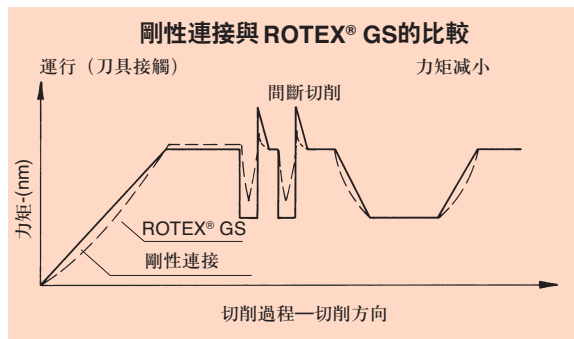 剛性連接與 ROTEX® GS的比較
運行（刀具接觸）
力矩减小
間斷切削
力矩-(nm)
ROTEX® GS
剛性連接
切削過程—切削方向